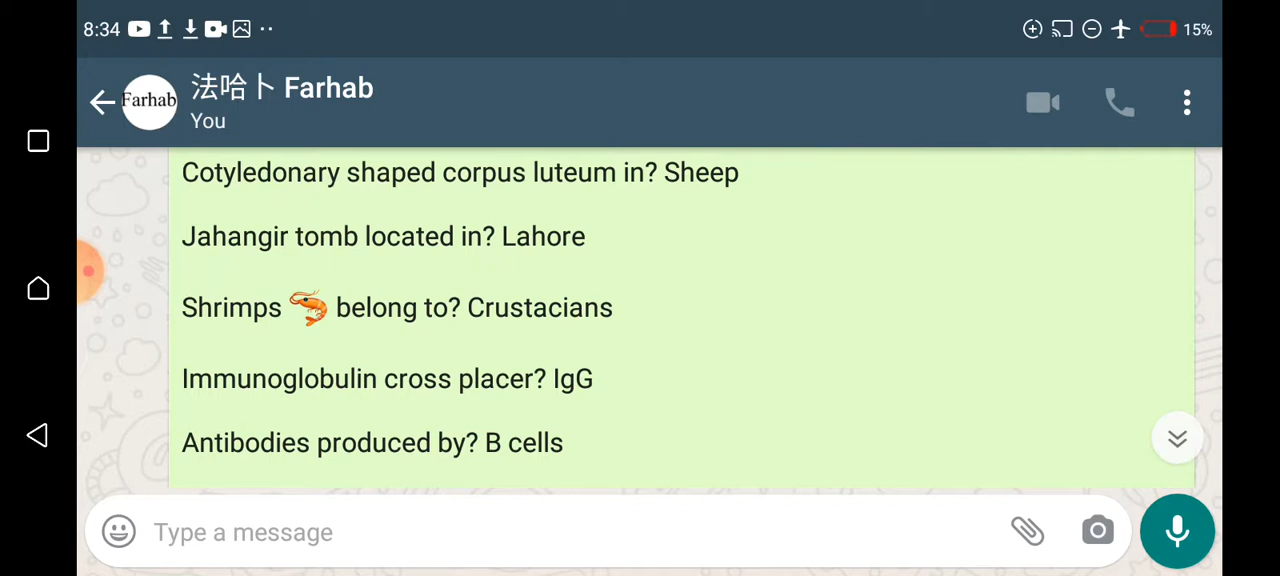 8:34
15%
Farhab
法哈卜 Farhab
You
Cotyledonary shaped corpus luteum in? Sheep
Jahangir tomb located in? Lahore
Shrimps 🦐 belong to? Crustacians
Immunoglobulin cross placer? IgG
Antibodies produced by? B cells
Type a message